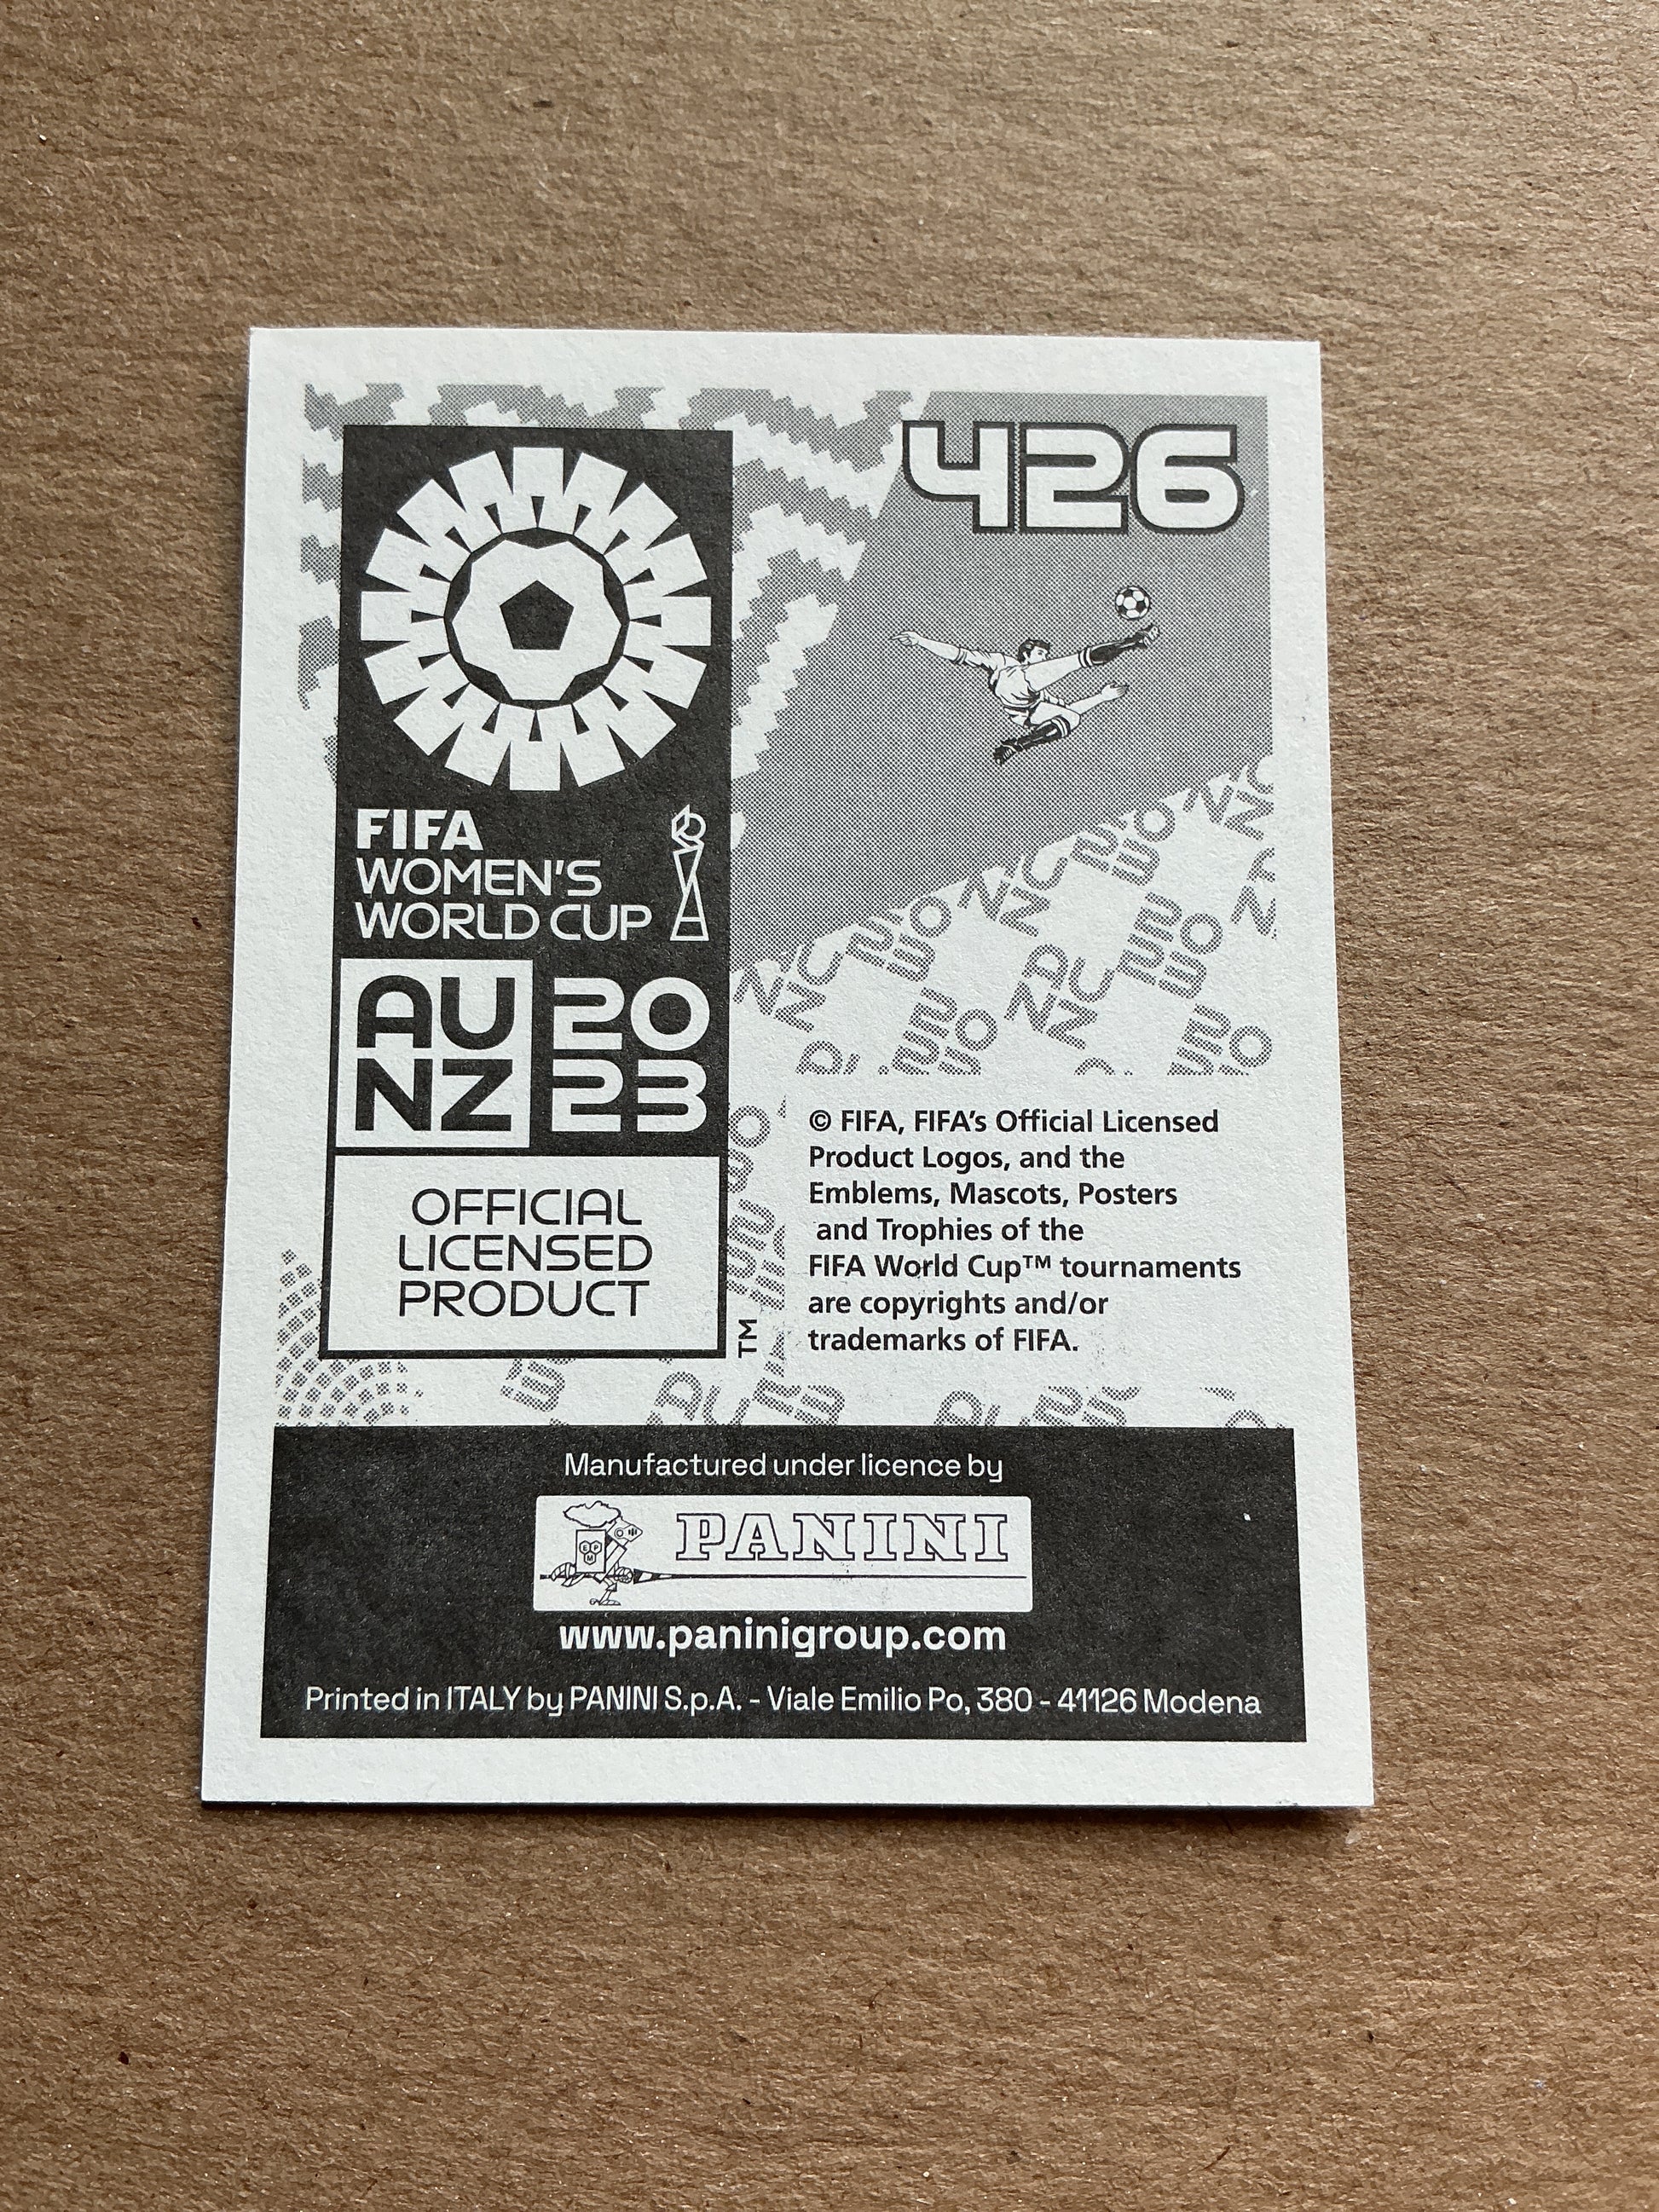 426
FIFA
WOMEN'S
WORLD CUP
AU
NZ
20
23
OFFICIAL
LICENSED
PRODUCT
TM
© FIFA, FIFA's Official Licensed
Product Logos, and the
Emblems, Mascots, Posters
and Trophies of the
FIFA World Cup™ tournaments
are copyrights and/or
trademarks of FIFA.
Manufactured under licence by
PANINI
www.paninigroup.com
Printed in ITALY by PANINI S.p.A. - Viale Emilio Po, 380 - 41126 Modena